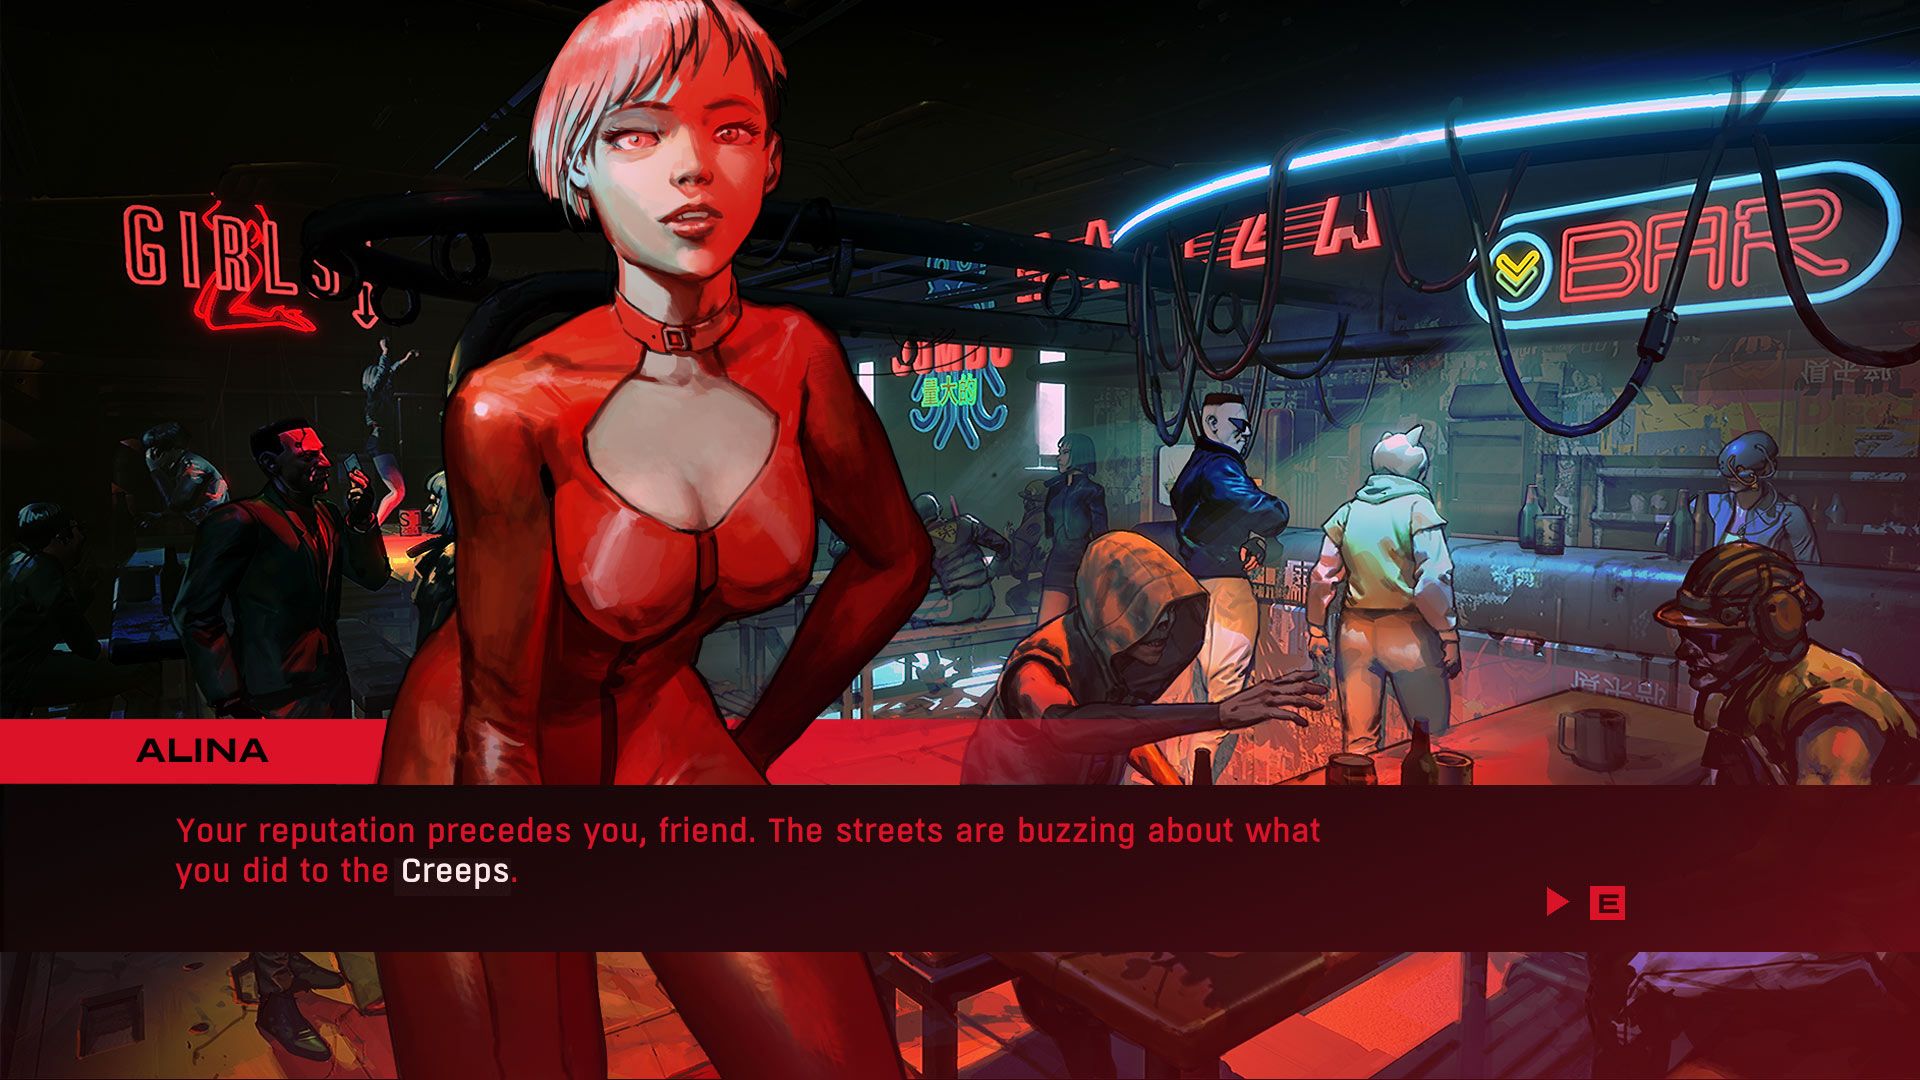 GIRLS
BAR
量大的
ALINA
Your reputation precedes you, friend. The streets are buzzing about what
you did to the Creeps.
E